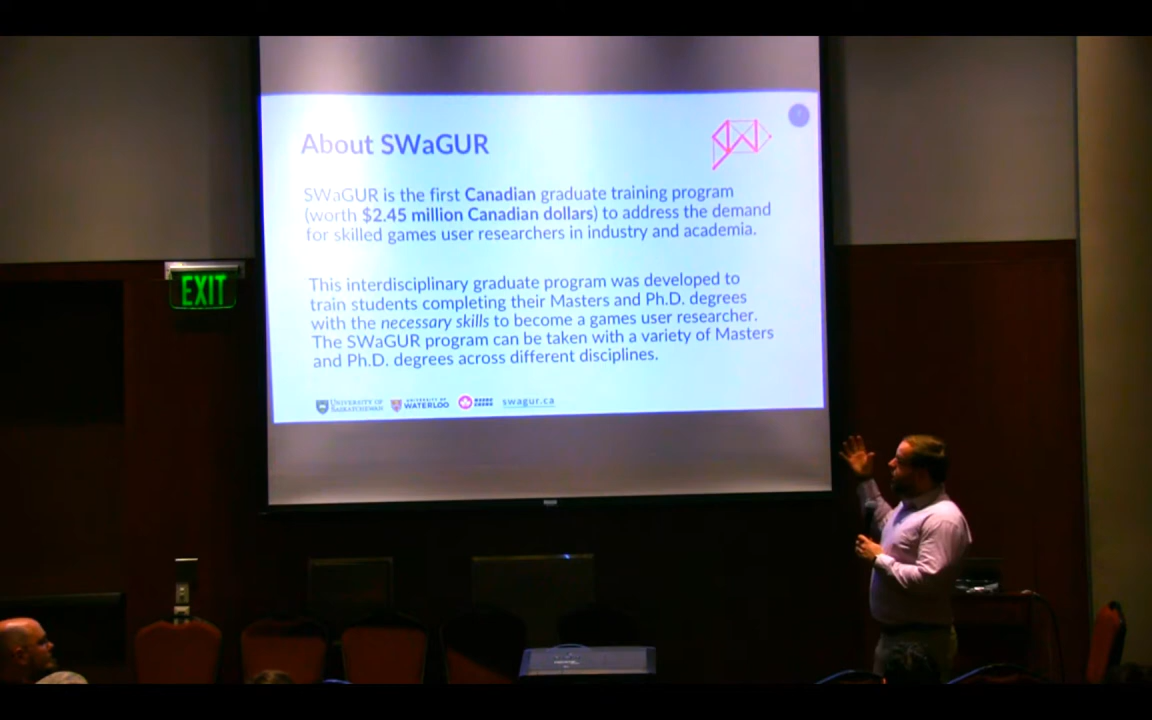 About SWaGUR
SWaGUR is the first Canadian graduate training program
(worth $2.45 million Canadian dollars) to address the demand
for skilled games user researchers in industry and academia.
This interdisciplinary graduate program was developed to
train students completing their Masters and Ph.D. degrees
with the necessary skills to become a games user researcher.
The SWaGUR program can be taken with a variety of Masters
and Ph.D. degrees across different disciplines.
UNIVERSITY OF
SASKATCHEWAN
UNIVERSITY OF
WATERLOO
swagur.ca
EXIT